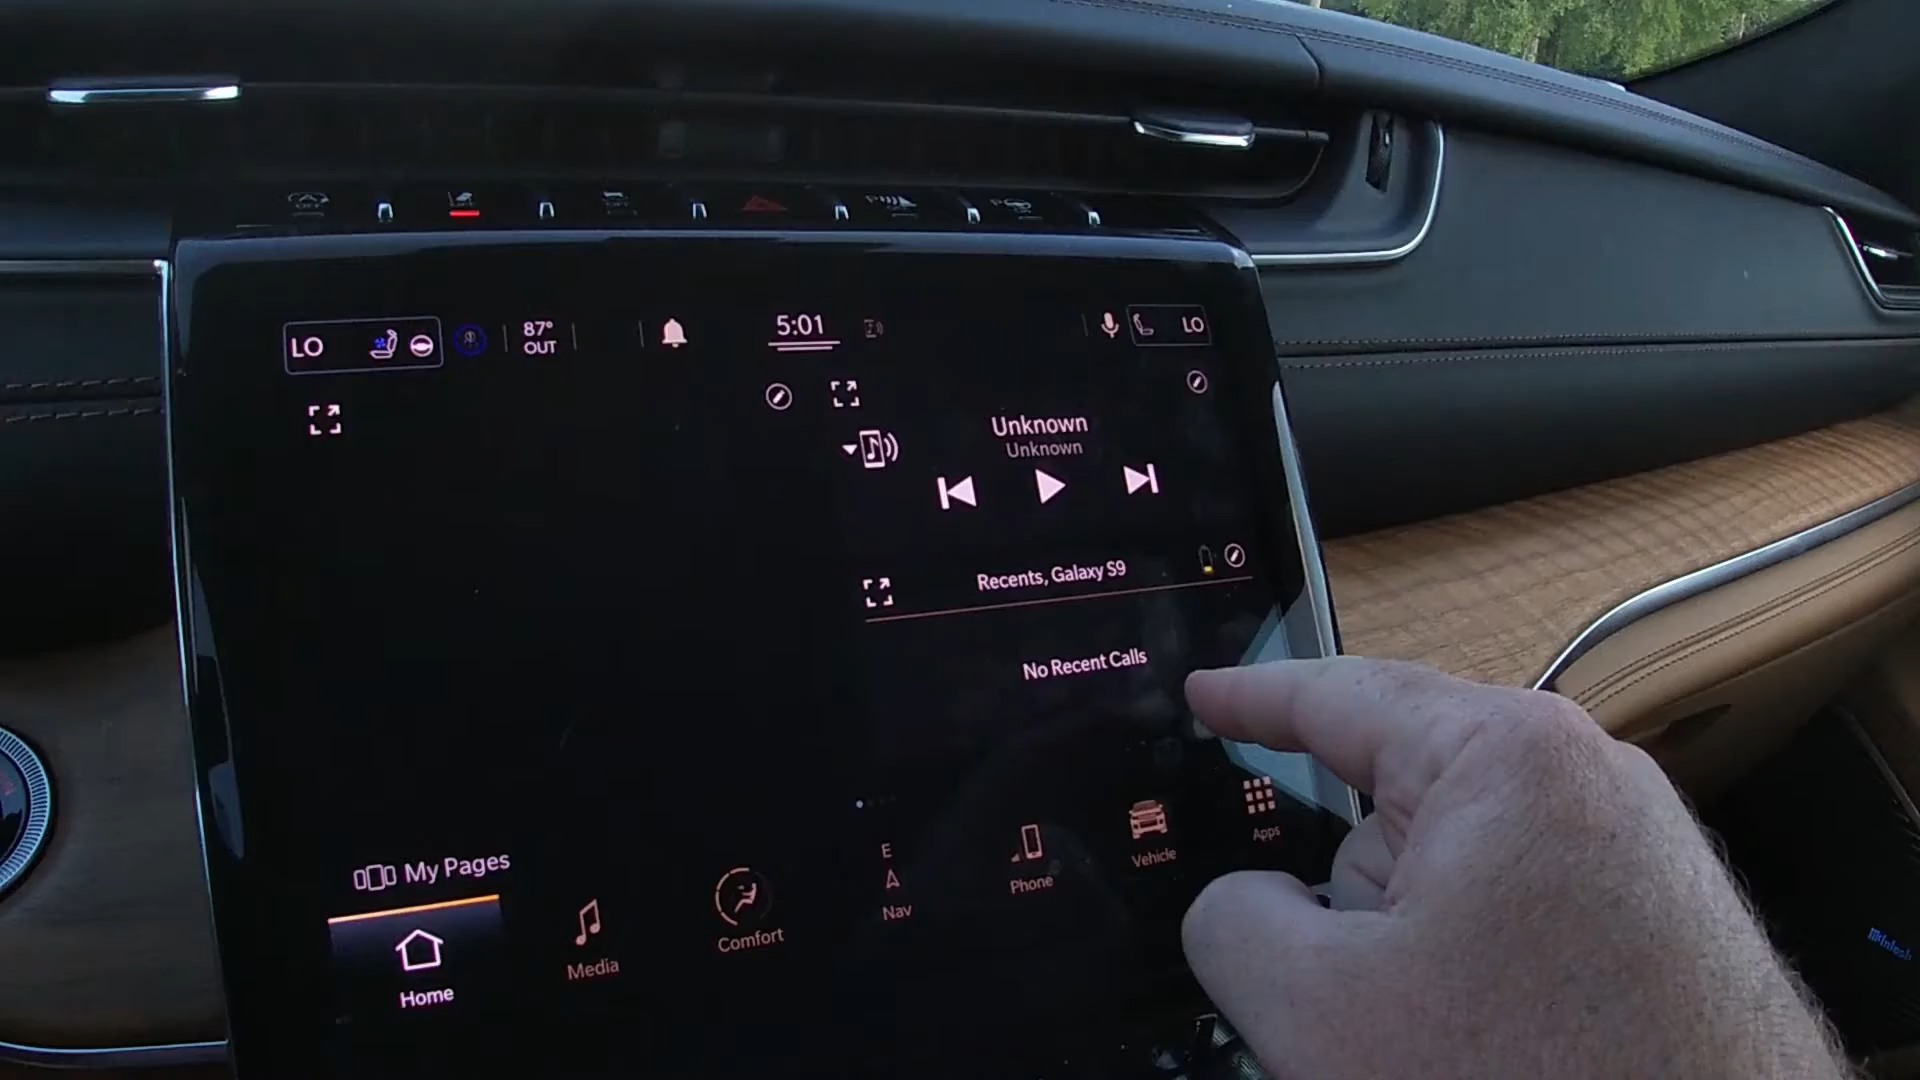 LO
87°
OUT
5:01
LO
Unknown
Unknown
Recents, Galaxy S9
No Recent Calls
My Pages
Home
Media
Comfort
E
Nav
Phone
Vehicle
Apps
McIntosh